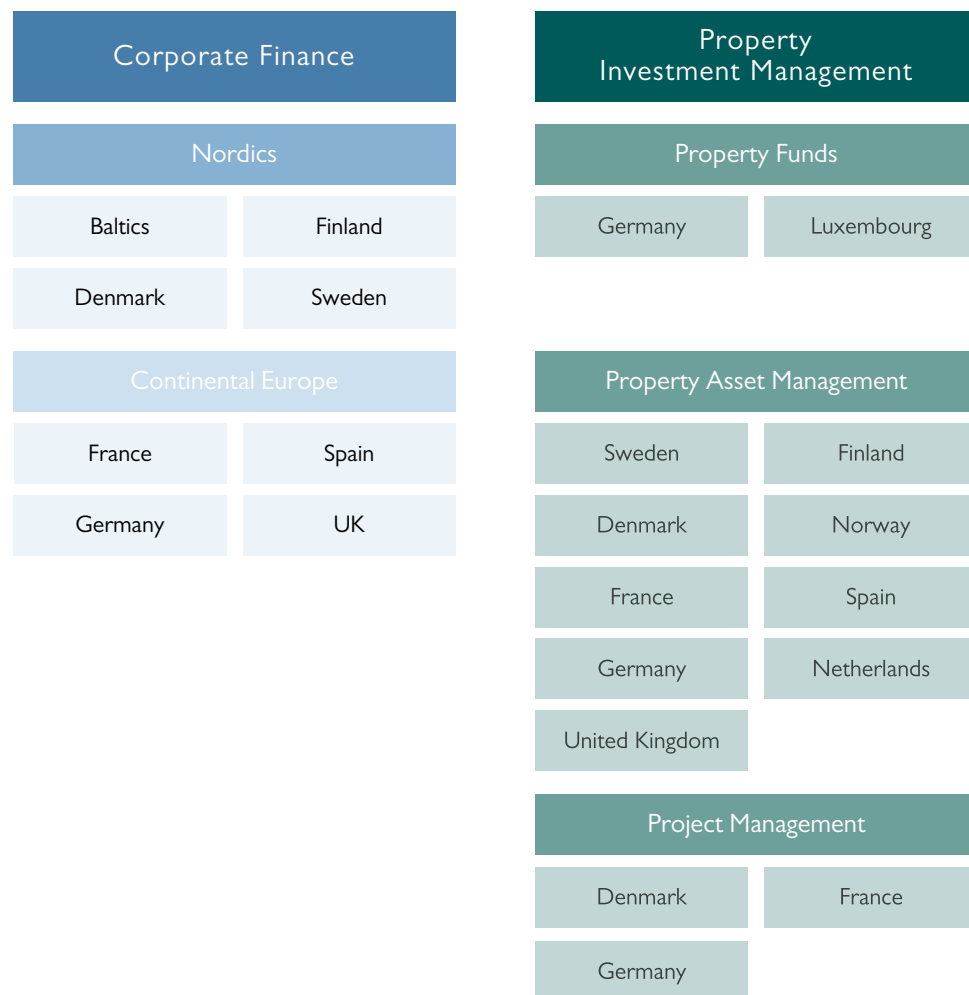 Corporate Finance
Nordics
Baltics
Finland
Denmark
Sweden
Continental Europe
France
Spain
Germany
UK
Property
Investment Management
Property Funds
Germany
Luxembourg
Property Asset Management
Sweden
Finland
Denmark
Norway
France
Spain
Germany
Netherlands
United Kingdom
Project Management
Denmark
France
Germany